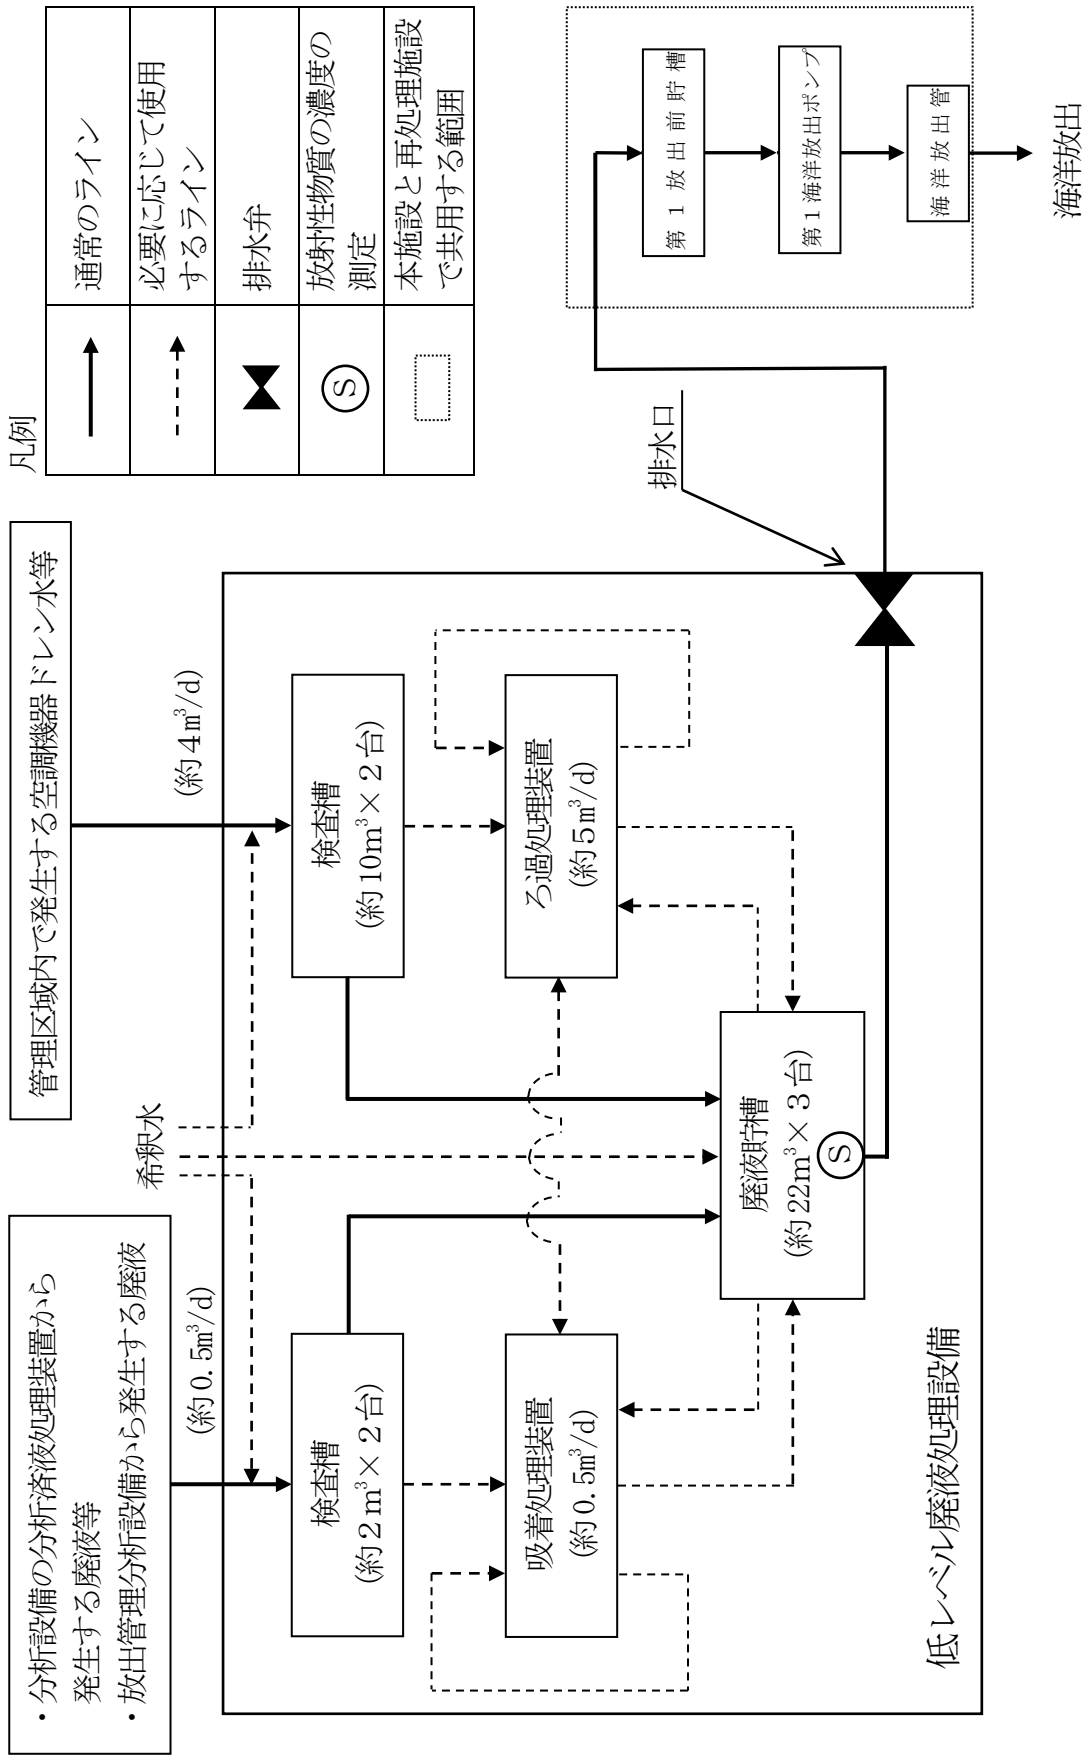 ・分析設備の分析済液処理装置から
発生する廃液等
・放出管理分析設備から発生する廃液
管理区域内で発生する空調機器ドレン水等
(約0.5m³/d)
希釈水
(約4m³/d)
検査槽
(約2m³×2台)
検査槽
(約10m³×2台)
吸着処理装置
(約0.5m³/d)
ろ過処理装置
(約5m³/d)
廃液貯槽
(約22m³×3台)
S
低レベル廃液処理設備
排水口
凡例
通常のライン
必要に応じて使用
するライン
排水弁
S
放射性物質の濃度の
測定
本施設と再処理施設
で共用する範囲
第1放出前貯槽
第1海洋放出ポンプ
海洋放出管
海洋放出